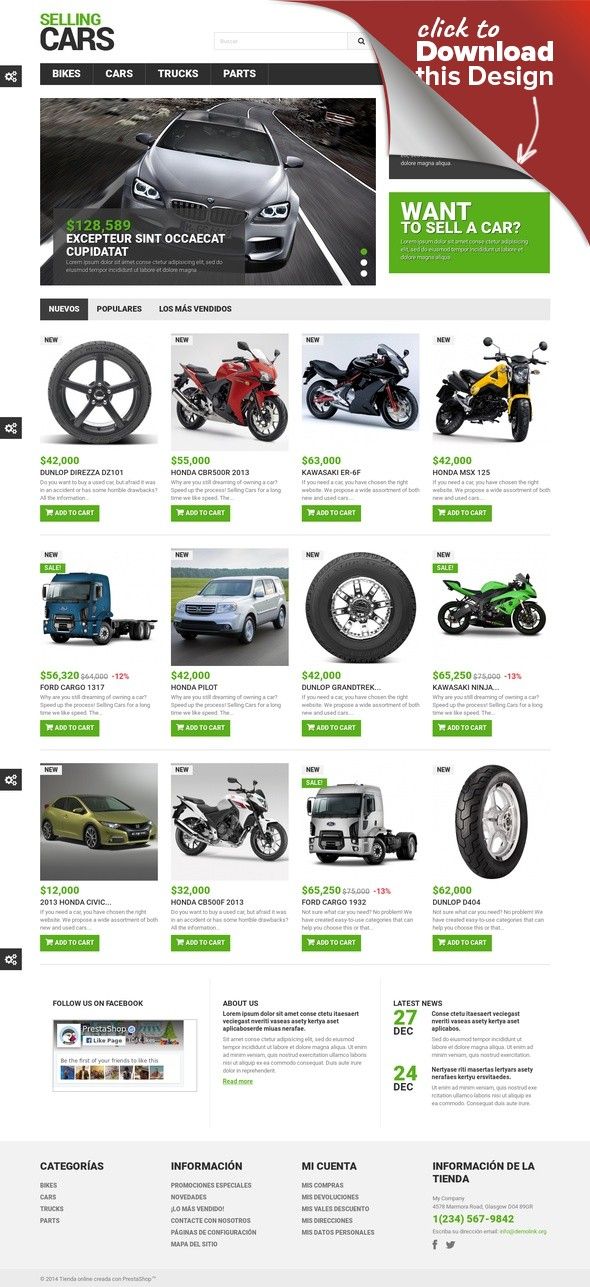 SELLING
CARS
Buscar
click to
Download
this Design
BIKES CARS TRUCKS PARTS
dolore magna aliqua.
$128,589
EXCEPTEUR SINT OCCAECAT
CUPIDATAT
Lorem ipsum dolor sit amet conse ctetur adipisicing elit, sed do
eiusmod tempor incididunt ut labore et dolore magna
WANT
TO SELL A CAR?
Lorem ipsum dolor sit amet conse ctetur adipisicing
elit, sed do eiusmod tempor incididunt ut labore et
dolore magna aliqua.
NUEVOS POPULARES LOS MÁS VENDIDOS
NEW NEW NEW NEW
$42,000
DUNLOP DIREZZA DZ101
Do you want to buy a used car, but afraid it was
in an accident or has some horrible drawbacks?
All the information...
ADD TO CART
$55,000
HONDA CBR500R 2013
Why are you still dreaming of owning a car?
Speed up the process! Selling Cars for a long
time we like speed. The...
ADD TO CART
$63,000
KAWASAKI ER-6F
If you need a car, you have chosen the right
website. We propose a wide assortment of both
new and used cars...
ADD TO CART
$42,000
HONDA MSX 125
If you need a car, you have chosen the right
website. We propose a wide assortment of both
new and used cars...
ADD TO CART
NEW NEW NEW NEW
SALE! SALE!
$56,320 $64,000 -12%
FORD CARGO 1317
Why are you still dreaming of owning a car?
Speed up the process! Selling Cars for a long
time we like speed. The...
ADD TO CART
$42,000
HONDA PILOT
Why are you still dreaming of owning a car?
Speed up the process! Selling Cars for a long
time we like speed. The...
ADD TO CART
$42,000
DUNLOP GRANDTREK...
If you need a car, you have chosen the right
website. We propose a wide assortment of both
new and used cars...
ADD TO CART
$65,250 $75,000 -13%
KAWASAKI NINJA...
If you need a car, you have chosen the right
website. We propose a wide assortment of both
new and used cars...
ADD TO CART
NEW NEW NEW NEW
SALE!
$12,000
2013 HONDA CIVIC...
If you need a car, you have chosen the right
website. We propose a wide assortment of both
new and used cars...
ADD TO CART
$32,000
HONDA CB500F 2013
Do you want to buy a used car, but afraid it was
in an accident or has some horrible drawbacks?
All the information...
ADD TO CART
$65,250 $75,000 -13%
FORD CARGO 1932
Not sure what car you need? No problem! We
have created easy-to-use categories that can
help you choose this or that...
ADD TO CART
$62,000
DUNLOP D404
Not sure what car you need? No problem! We
have created easy-to-use categories that can
help you choose this or that...
ADD TO CART
FOLLOW US ON FACEBOOK
PrestaShop
Like Page
likes
Be the first of your friends to like this
ABOUT US
Lorem ipsum dolor sit amet conse ctetu itaesaert
veciegast nveriti vaseas asety kertya aset
aplicaboserde miuas nerafae.
Sit amet conse ctetur adipisicing elit, sed do eiusmod
tempor incididunt ut labore et dolore magna aliqua. Ut enim
ad minim veniam, quis nostrud exercitation ullamco laboris
nisi ut aliquip ex ea commodo consequat. Duis aute irure
dolor in reprehenderit.
Read more
LATEST NEWS
27
DEC
Conse ctetu itaesaert veciegast
nveriti vaseas asety kertya aset
aplicabos.
Sed do eiusmod tempor incididunt ut
labore et dolore magna aliqua. Ut enim ad
minim veniam, quis nostrud exercitation.
24
DEC
Nertyase riti masertas lertyars asety
nerafaes kertyu ersvitaedes.
Ut enim ad minim veniam, quis nostrud exe
rcitation ullamco laboris nisi ut aliquip ex
ea commodo. Consequat duis aute irure.
CATEGORÍAS
BIKES
CARS
TRUCKS
PARTS
INFORMACIÓN
PROMOCIONES ESPECIALES
NOVEDADES
¡LO MÁS VENDIDO!
CONTACTE CON NOSOTROS
PÁGINAS DE CONFIGURACIÓN
MAPA DEL SITIO
MI CUENTA
MIS COMPRAS
MIS DEVOLUCIONES
MIS VALES DESCUENTO
MIS DIRECCIONES
MIS DATOS PERSONALES
INFORMACIÓN DE LA
TIENDA
My Company
4578 Marmora Road, Glasgow D04 89GR
1(234) 567-9842
Escriba su dirección email: info@demolink.org
© 2014 Tienda online creada con PrestaShop™